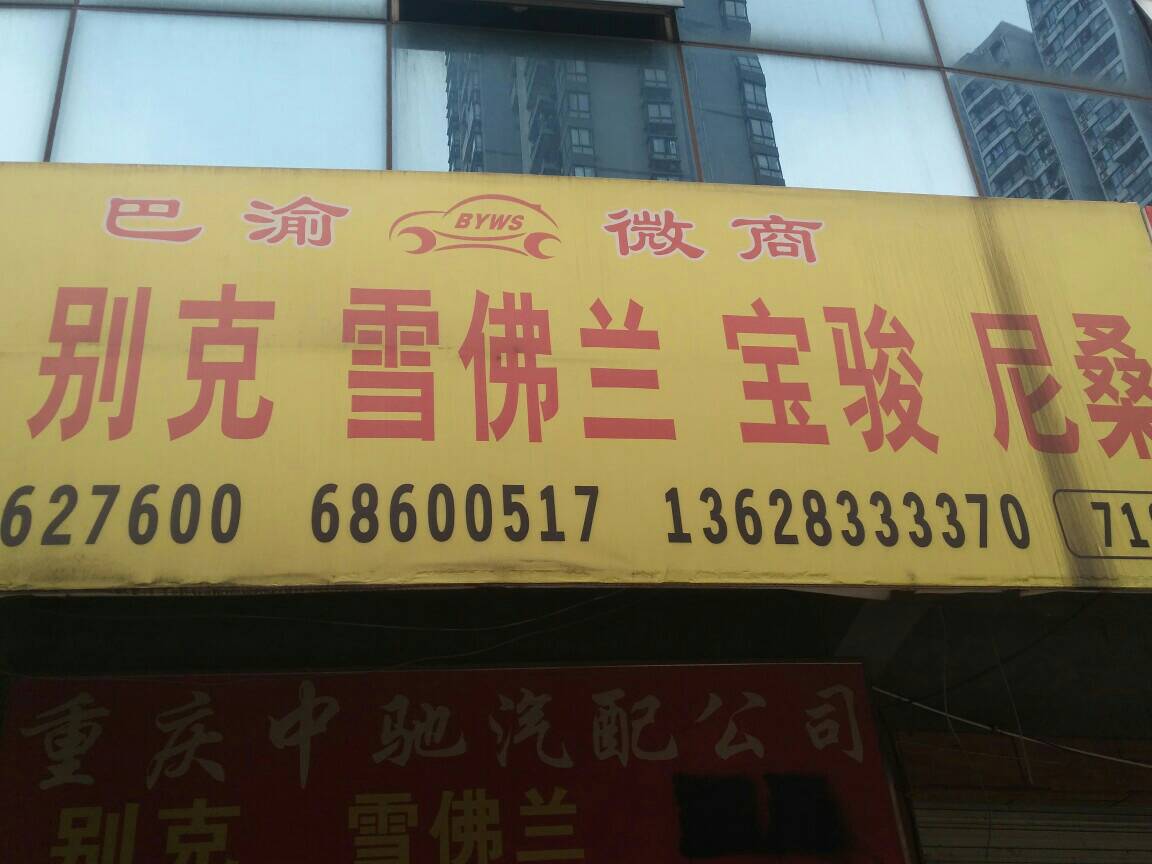 巴渝 BYWS 微商
别克 雪佛兰 宝骏 尼桑
627600 68600517 13628333370 71
重庆中驰汽配公司
别克 雪佛兰